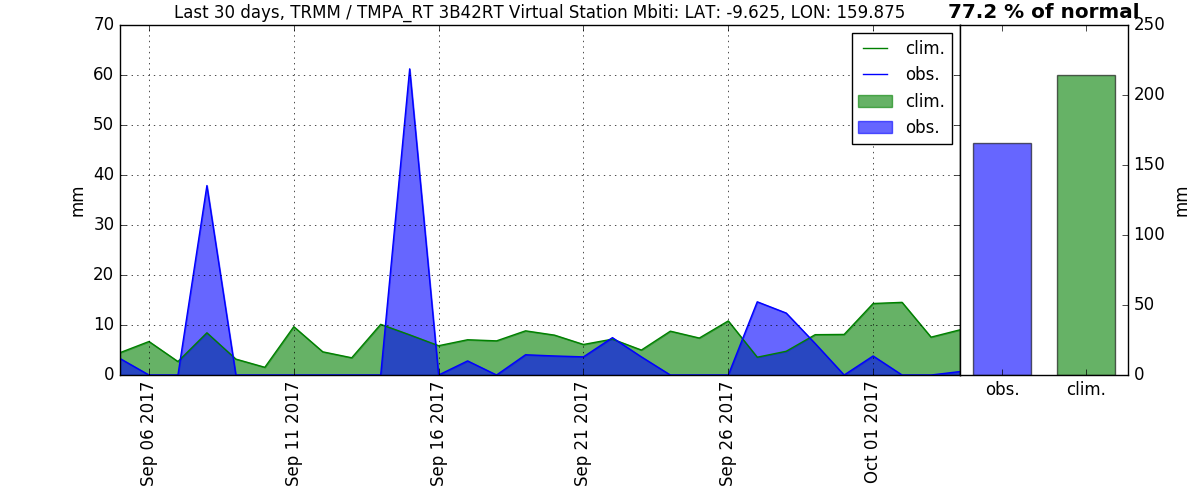 Last 30 days, TRMM / TMPA_RT 3B42RT Virtual Station Mbiti: LAT: -9.625, LON: 159.875
77.2 % of normal
70
60
50
40
30
20
10
0
mm
clim.
obs.
clim.
obs.
Sep 06 2017
Sep 11 2017
Sep 16 2017
Sep 21 2017
Sep 26 2017
Oct 01 2017
250
200
150
100
50
0
mm
obs.
clim.